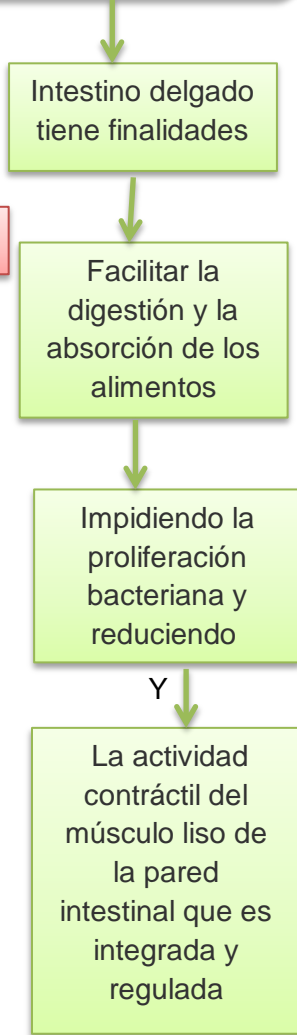 Intestino delgado
tiene finalidades
Facilitar la
digestión y la
absorción de los
alimentos
Impidiendo la
proliferación
bacteriana y
reduciendo
Y
La actividad
contráctil del
músculo liso de
la pared
intestinal que es
integrada y
regulada